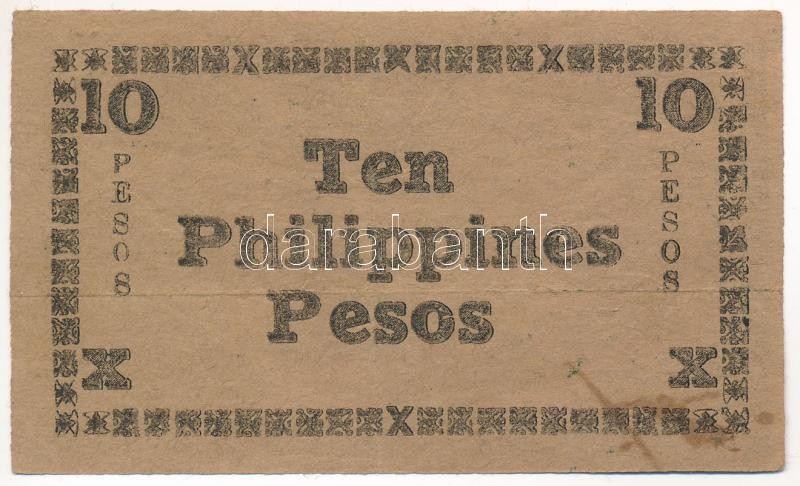 X X X
10 10
PESOS PESOS
Ten
Philippines
Pesos
darabanth
X X
X